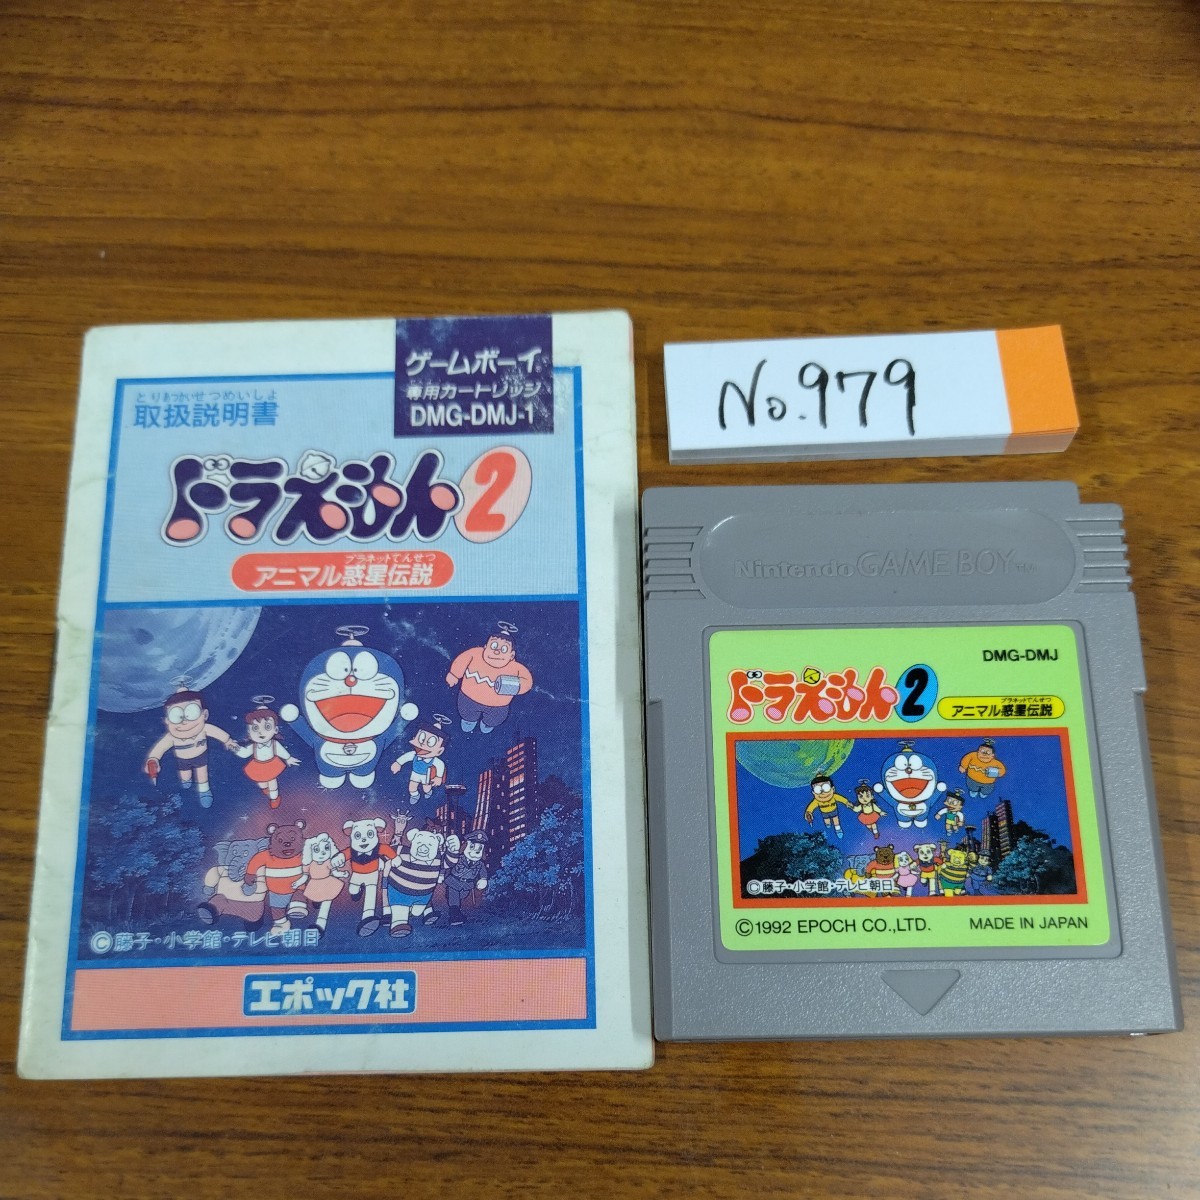 ゲームボーイ
専用カートリッジ
DMG-DMJ-1
とりあつかいせつめいしょ
取扱説明書
ドラえもん2
プラネットでんせつ
アニマル惑星伝説
©藤子・小学館・テレビ朝日
エポック社
No.979
Nintendo GAME BOY TM
DMG-DMJ
ドラえもん2
プラネットでんせつ
アニマル惑星伝説
©藤子・小学館・テレビ朝日
©1992 EPOCH CO.,LTD. MADE IN JAPAN